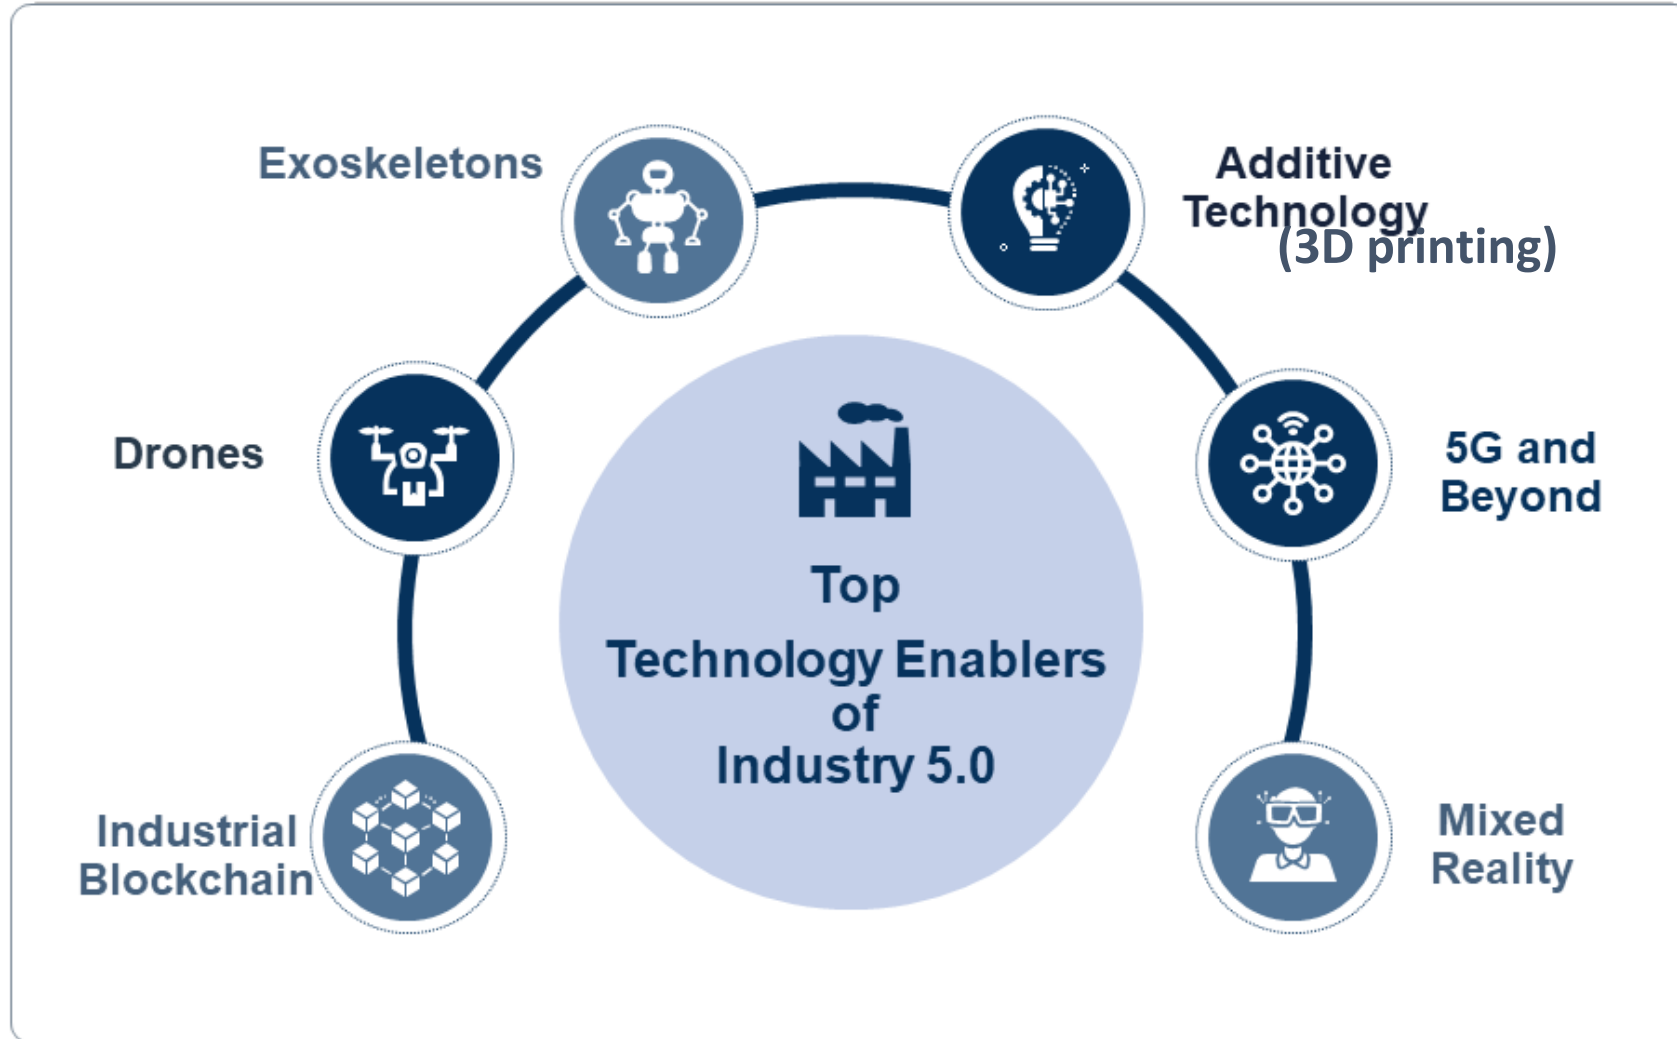 Exoskeletons
Additive
Technology
(3D printing)
Drones
5G and
Beyond
Top
Technology Enablers
of
Industry 5.0
Industrial
Blockchain
Mixed
Reality